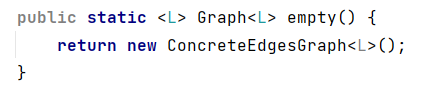 public static <L> Graph<L> empty() {
    return new ConcreteEdgesGraph<L>();
}